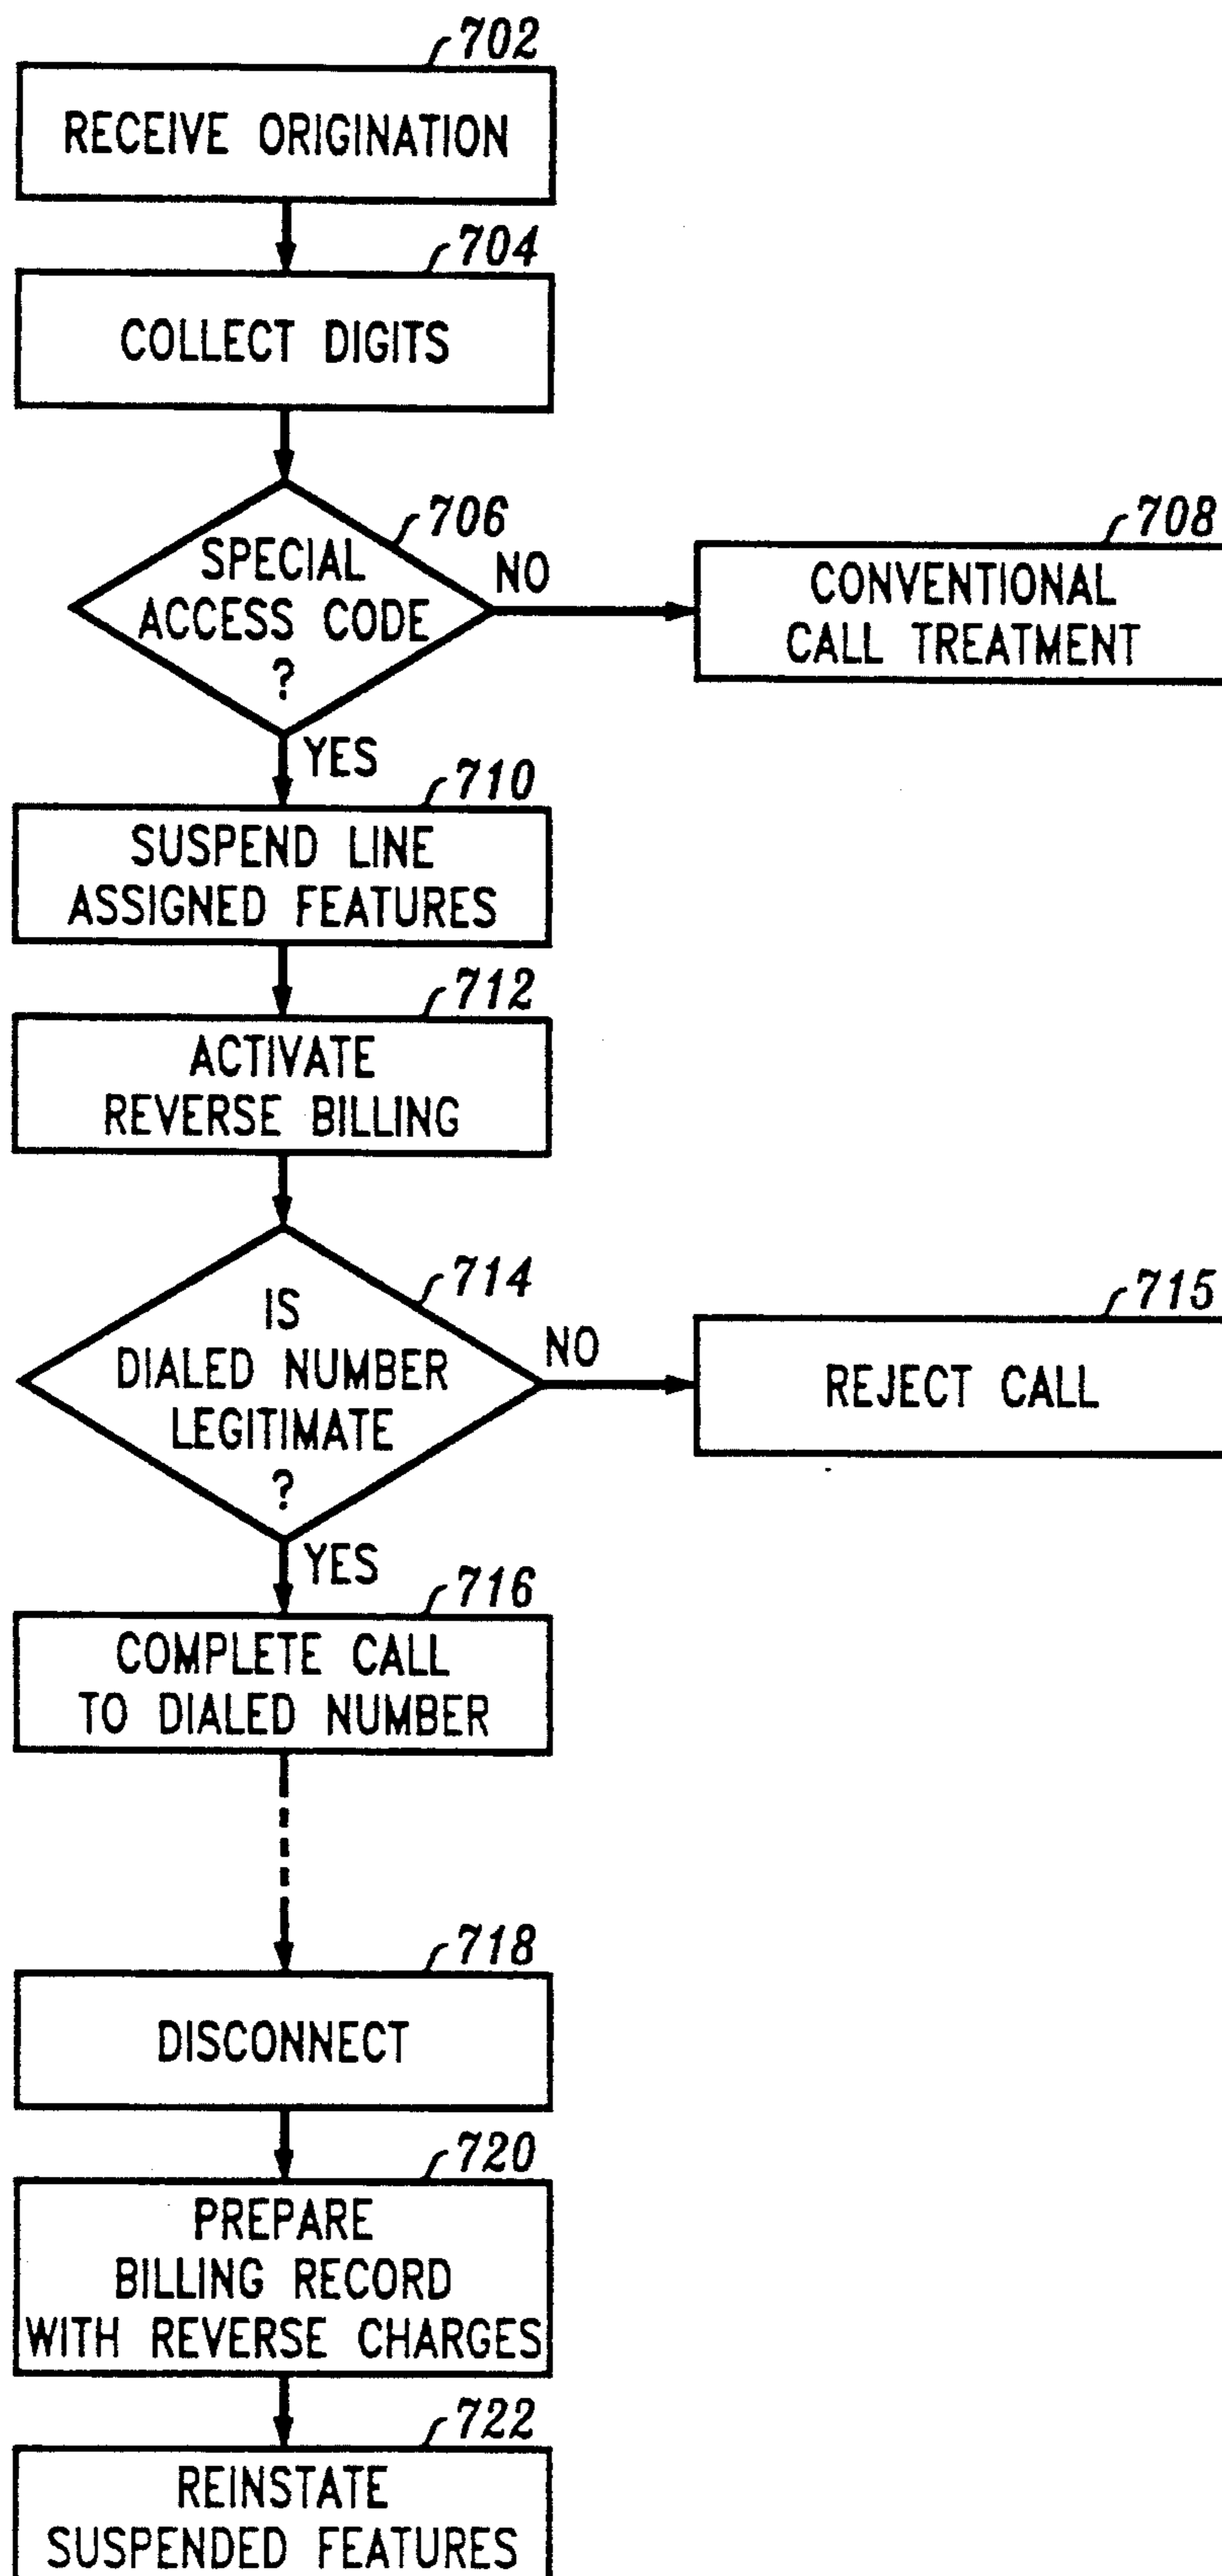 702
RECEIVE ORIGINATION
704
COLLECT DIGITS
706
SPECIAL
ACCESS CODE
?
NO
708
CONVENTIONAL
CALL TREATMENT
YES
710
SUSPEND LINE
ASSIGNED FEATURES
712
ACTIVATE
REVERSE BILLING
714
IS
DIALED NUMBER
LEGITIMATE
?
NO
715
REJECT CALL
YES
716
COMPLETE CALL
TO DIALED NUMBER
718
DISCONNECT
720
PREPARE
BILLING RECORD
WITH REVERSE CHARGES
722
REINSTATE
SUSPENDED FEATURES